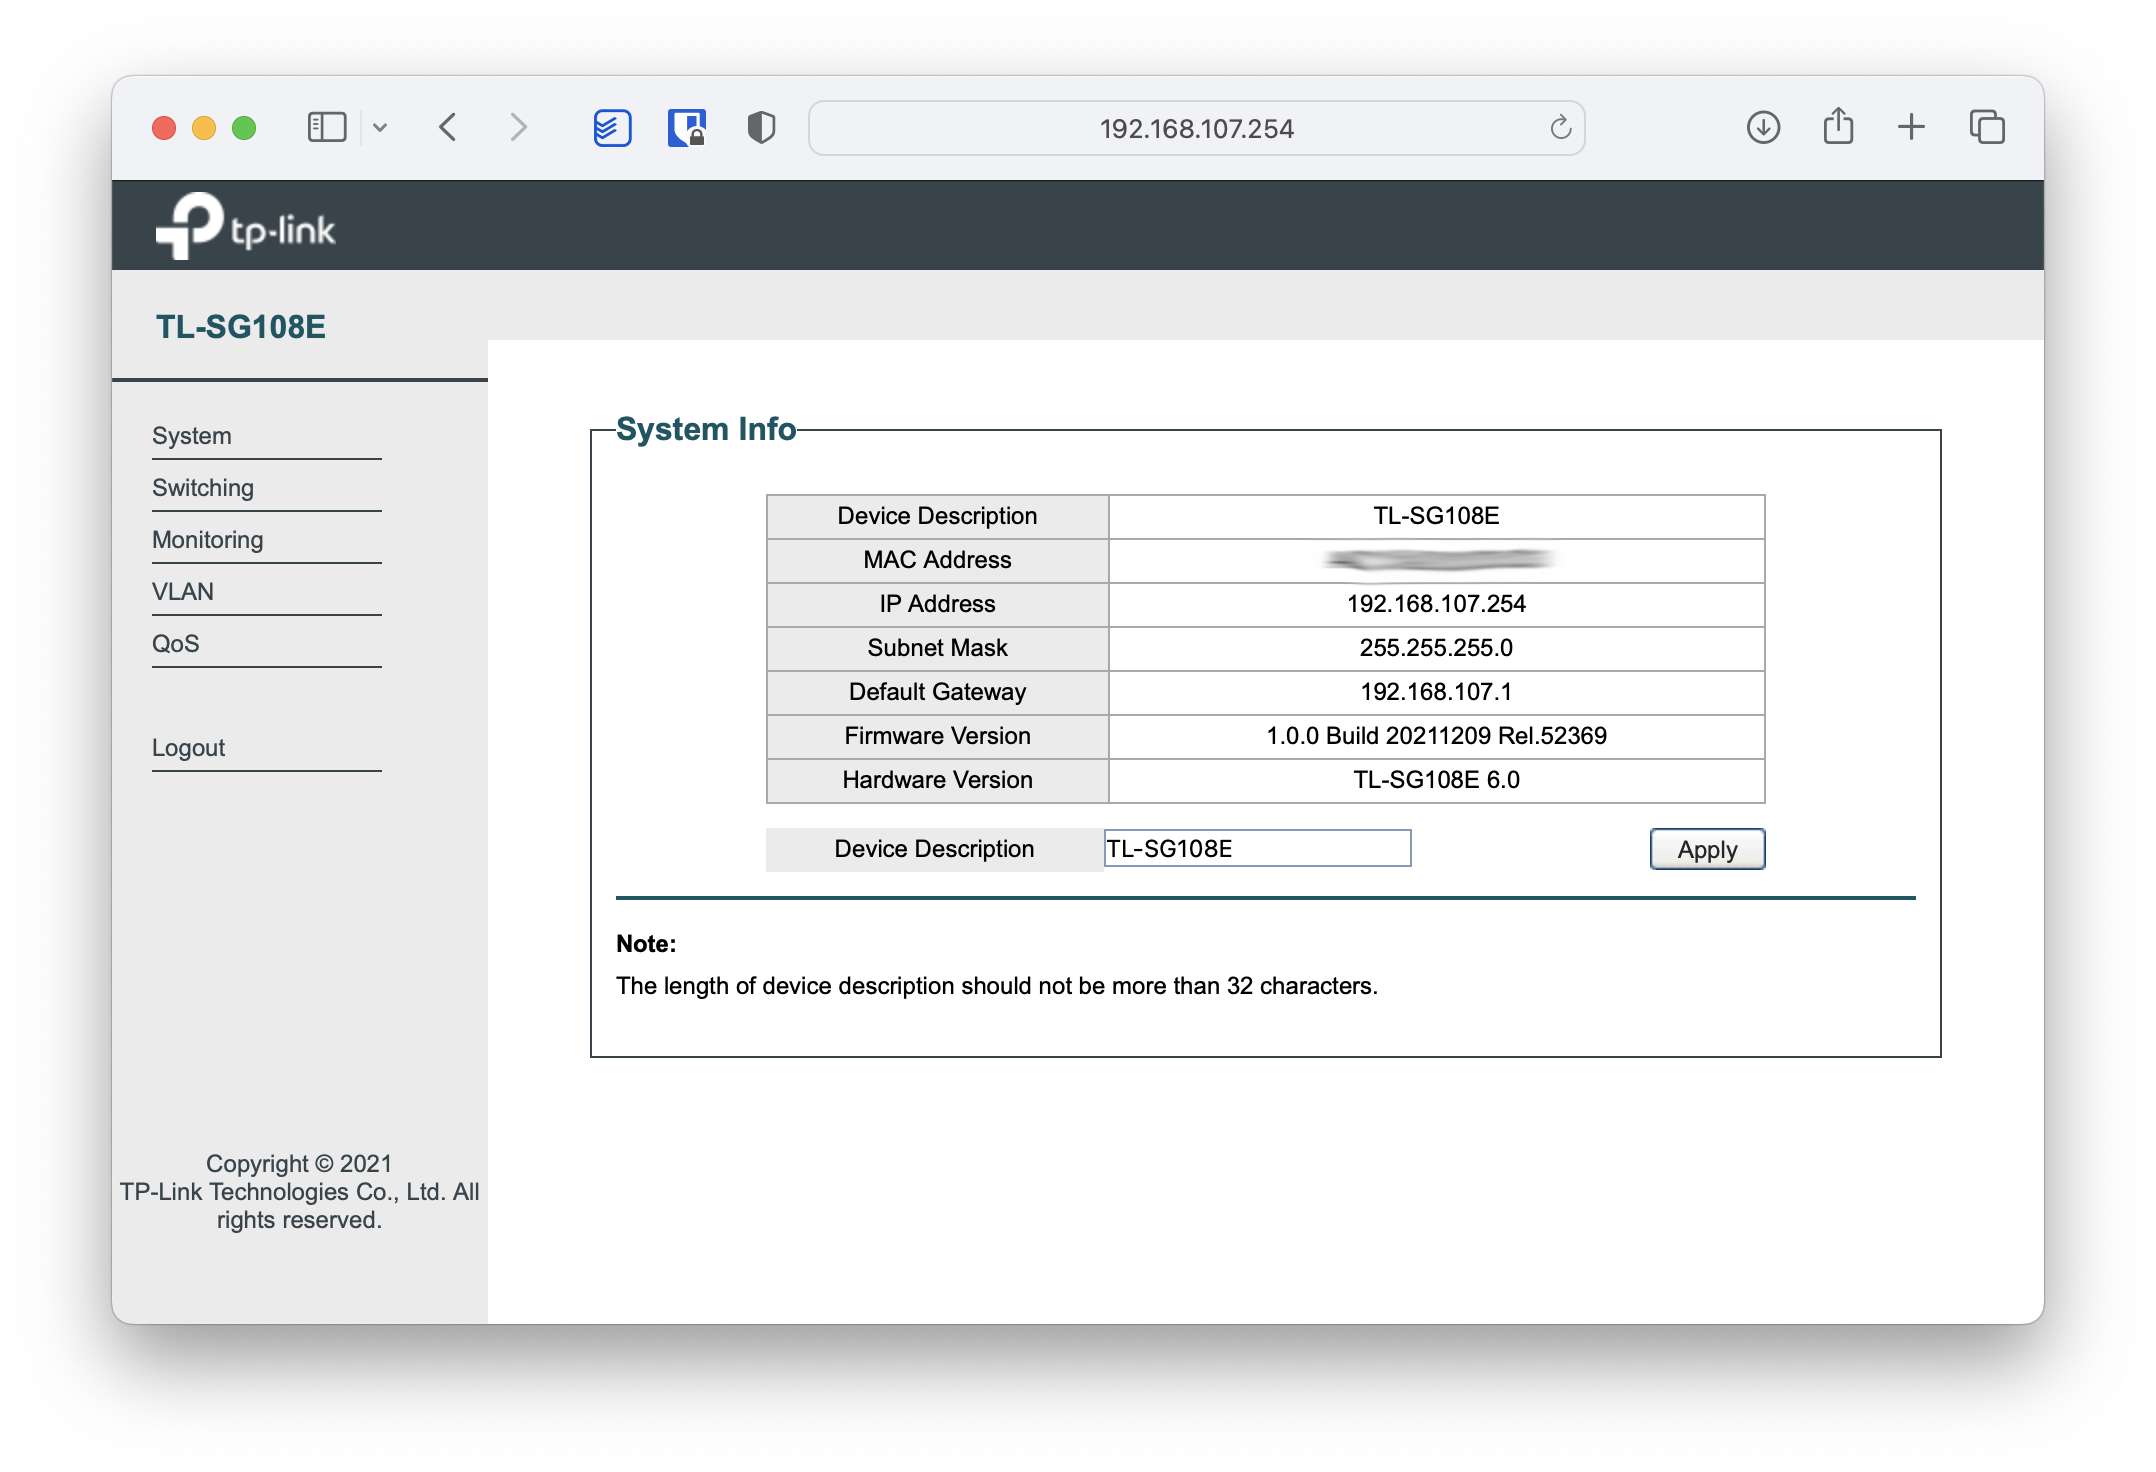 192.168.107.254
tp-link
TL-SG108E
System
Switching
Monitoring
VLAN
QoS
Logout
Copyright © 2021
TP-Link Technologies Co., Ltd. All
rights reserved.
System Info
Device Description TL-SG108E
MAC Address
IP Address 192.168.107.254
Subnet Mask 255.255.255.0
Default Gateway 192.168.107.1
Firmware Version 1.0.0 Build 20211209 Rel.52369
Hardware Version TL-SG108E 6.0
Device Description TL-SG108E Apply
Note:
The length of device description should not be more than 32 characters.